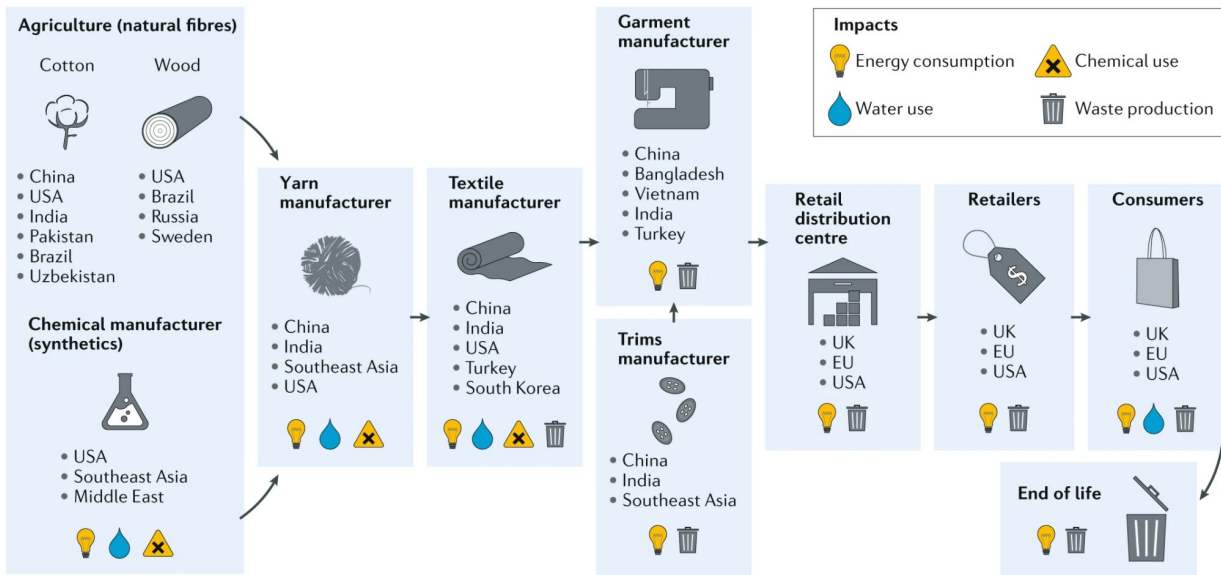 Agriculture (natural fibres)
Cotton
Wood
• China
• USA
• India
• Pakistan
• Brazil
• Uzbekistan
• USA
• Brazil
• Russia
• Sweden
Chemical manufacturer
(synthetics)
• USA
• Southeast Asia
• Middle East
Yarn
manufacturer
• China
• India
• Southeast Asia
• USA
Textile
manufacturer
• China
• India
• USA
• Turkey
• South Korea
Garment
manufacturer
• China
• Bangladesh
• Vietnam
• India
• Turkey
Trims
manufacturer
• China
• India
• Southeast Asia
Retail
distribution
centre
• UK
• EU
• USA
Retailers
$
• UK
• EU
• USA
Consumers
• UK
• EU
• USA
End of life
Impacts
Energy consumption
Chemical use
Water use
Waste production